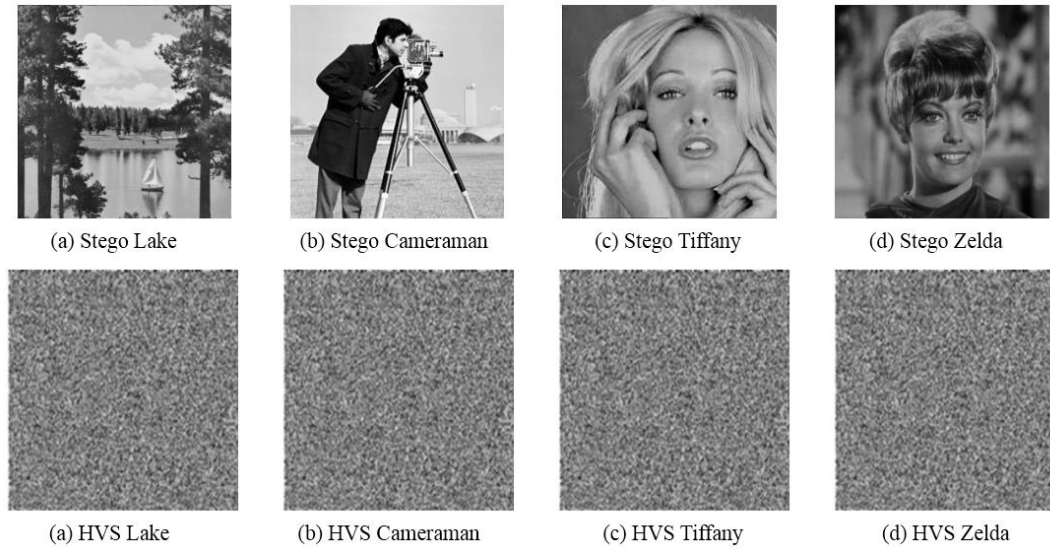 (a) Stego Lake
(b) Stego Cameraman
(c) Stego Tiffany
(d) Stego Zelda
(a) HVS Lake
(b) HVS Cameraman
(c) HVS Tiffany
(d) HVS Zelda